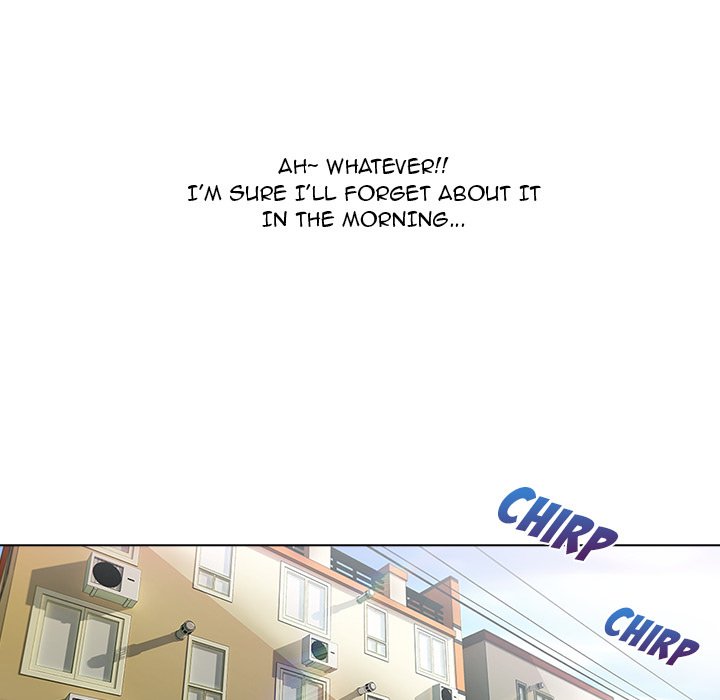 AH~ WHATEVER!!
I'M SURE I'LL FORGET ABOUT IT
IN THE MORNING...
CHIRP
CHIRP